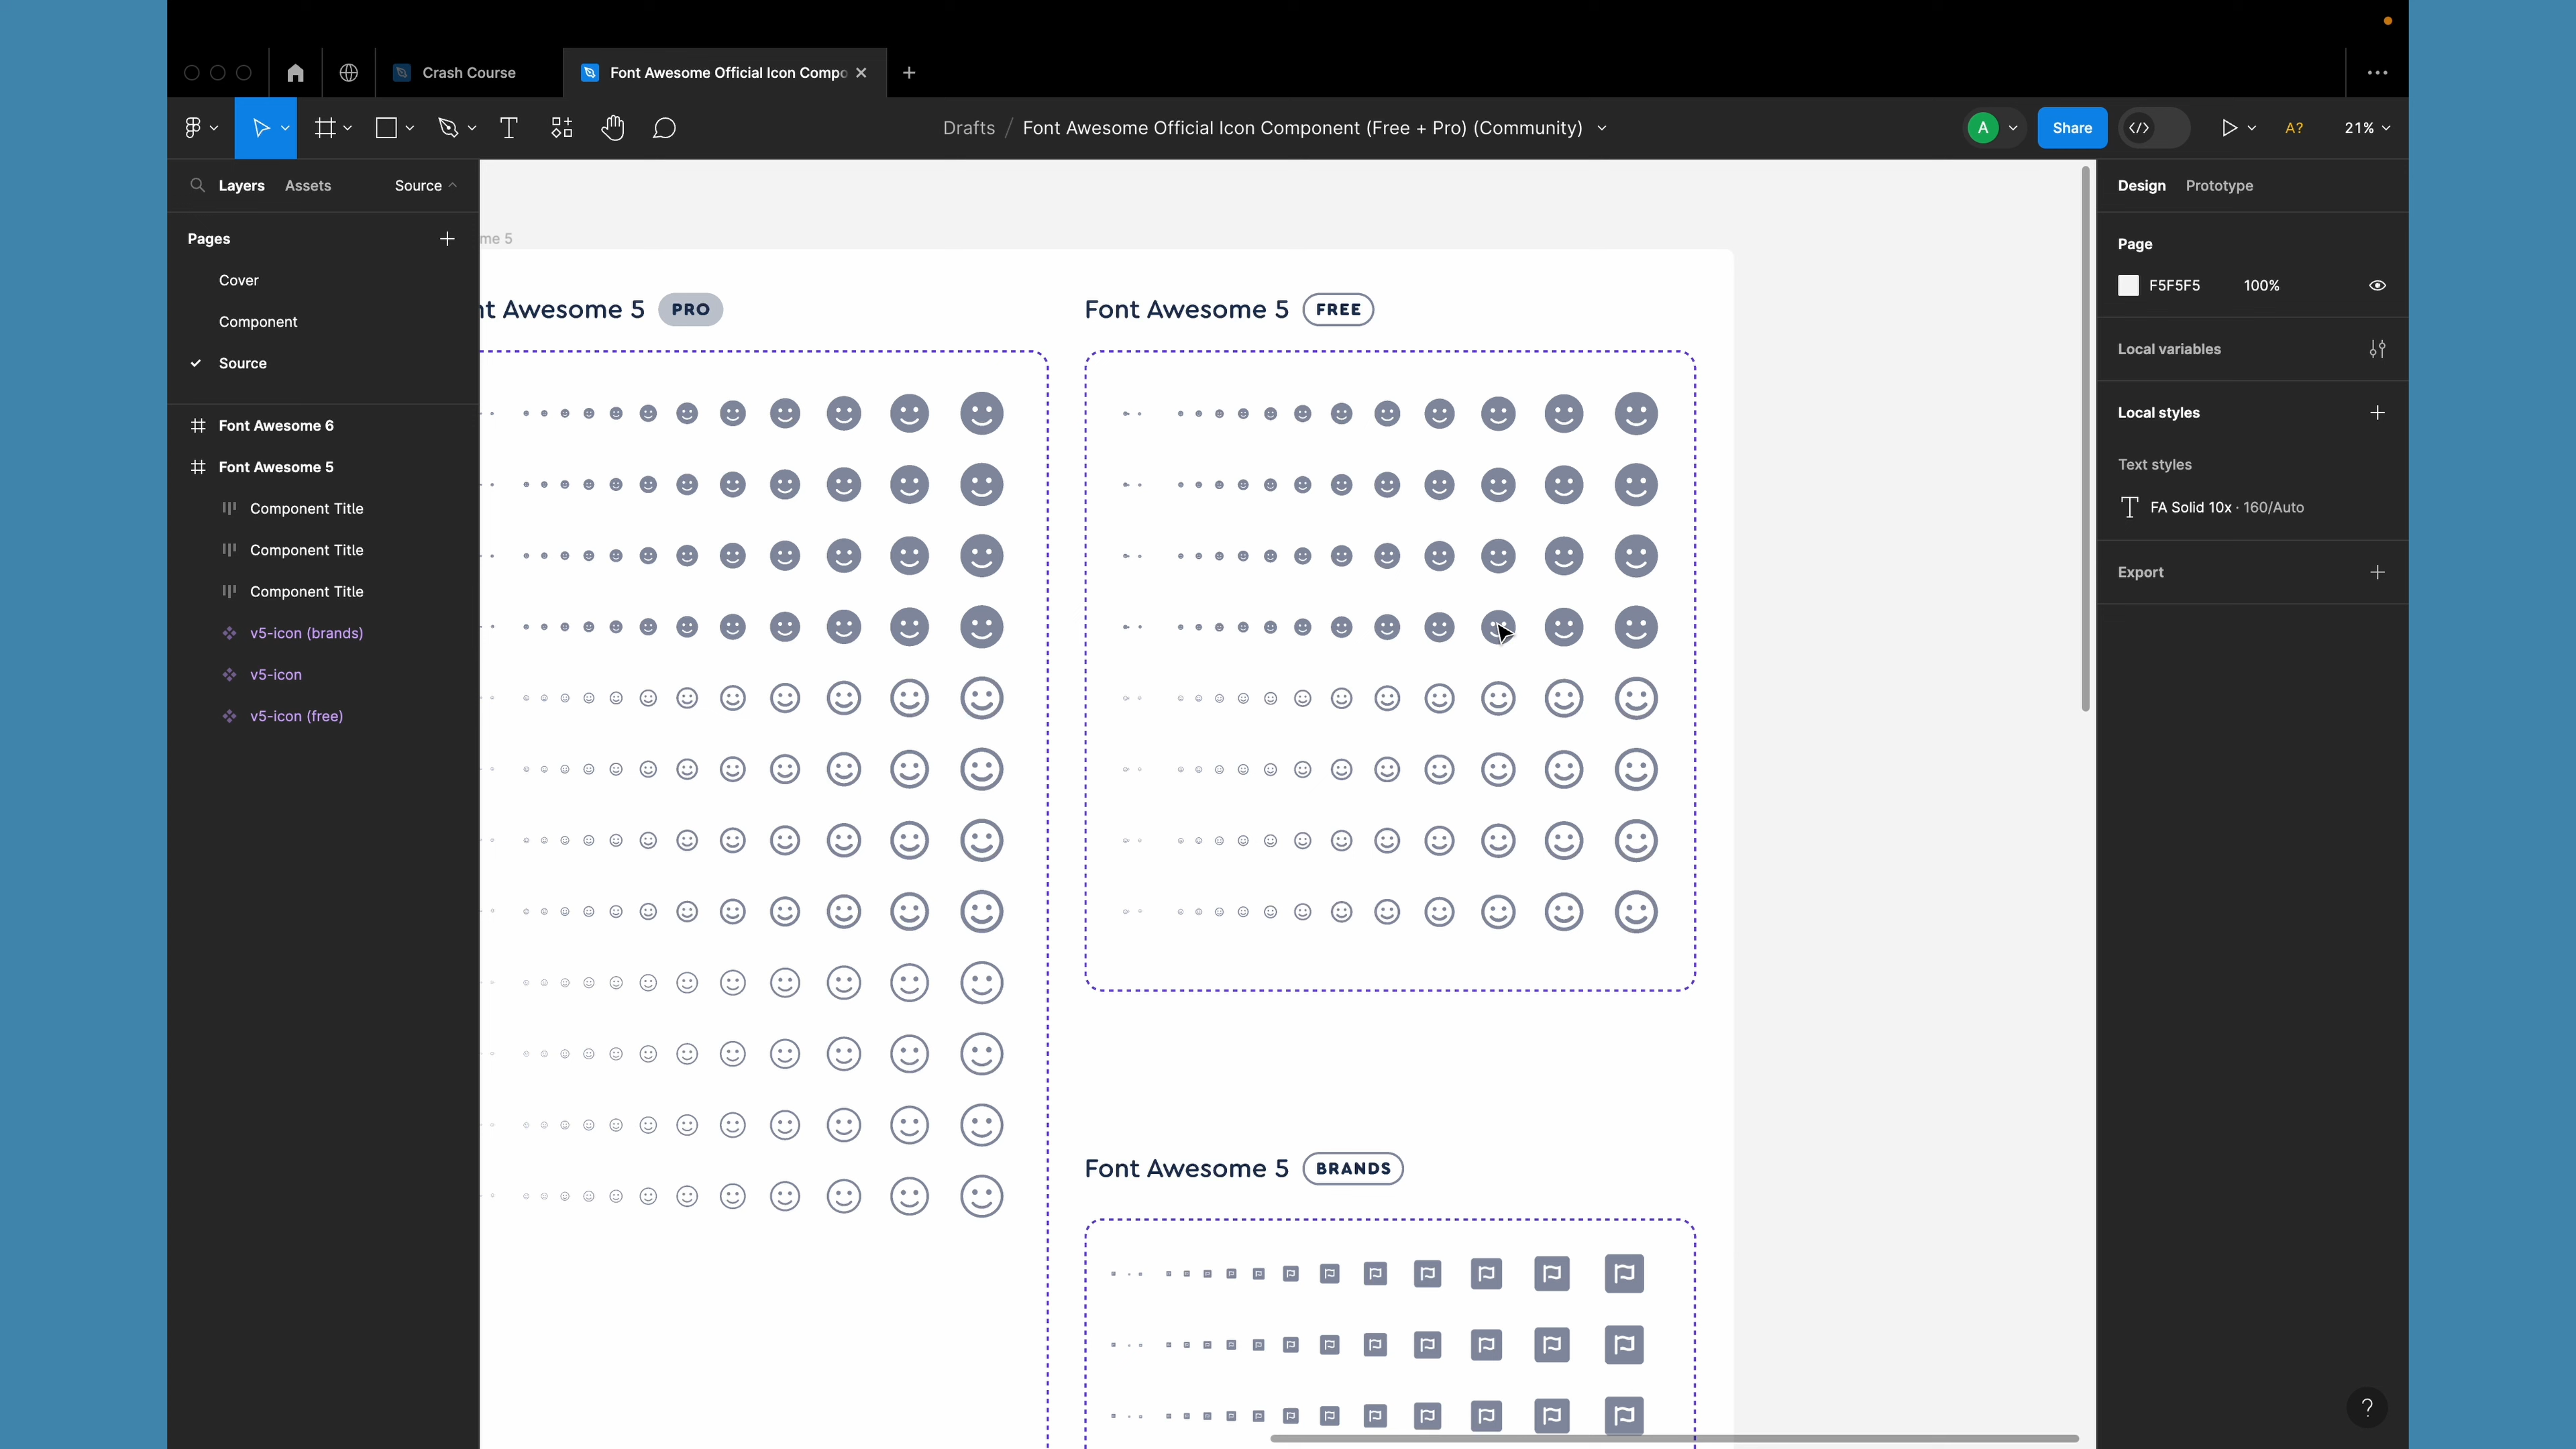 Crash Course
Font Awesome Official Icon Compo
Drafts / Font Awesome Official Icon Component (Free + Pro) (Community)
A
Share
A?
21%
Layers
Assets
Source
Pages
Cover
Component
Source
Font Awesome 6
Font Awesome 5
Component Title
Component Title
Component Title
v5-icon (brands)
v5-icon
v5-icon (free)
me 5
nt Awesome 5 PRO
Font Awesome 5 FREE
Font Awesome 5 BRANDS
Design
Prototype
Page
F5F5F5 100%
Local variables
Local styles
Text styles
FA Solid 10x · 160/Auto
Export
?